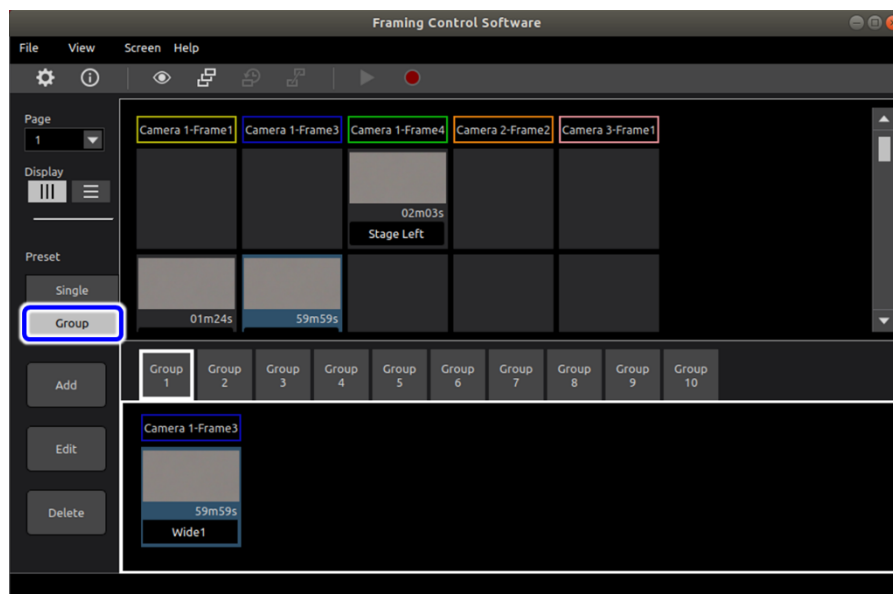 Framing Control Software
File View Screen Help
Page
1
Display
Preset
Single
Group
Add
Edit
Delete
Camera 1-Frame1 Camera 1-Frame3 Camera 1-Frame4 Camera 2-Frame2 Camera 3-Frame1
02m03s
Stage Left
01m24s 59m59s
Group 1 Group 2 Group 3 Group 4 Group 5 Group 6 Group 7 Group 8 Group 9 Group 10
Camera 1-Frame3
59m59s
Wide1